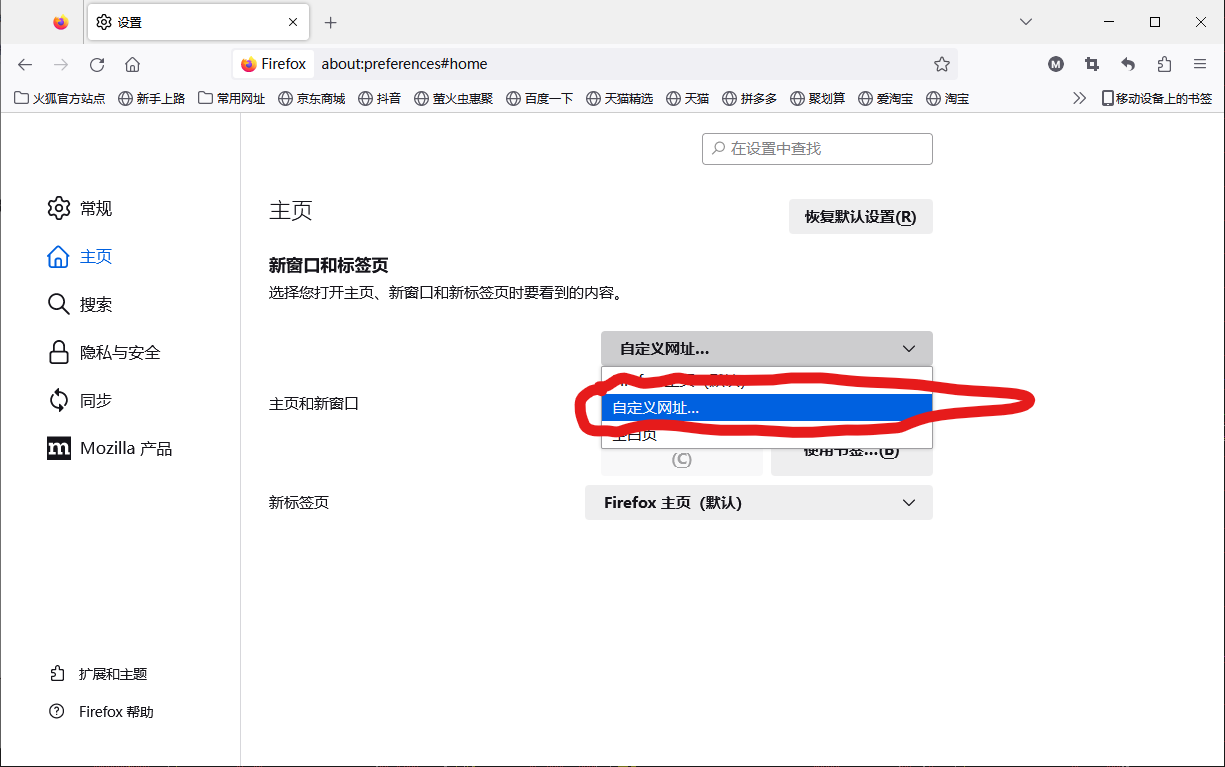 设置
Firefox about:preferences#home
火狐官方站点 新手上路 常用网址 京东商城 抖音 萤火虫惠聚 百度一下 天猫精选 天猫 拼多多 聚划算 爱淘宝 淘宝 移动设备上的书签
在设置中查找
常规
主页
搜索
隐私与安全
同步
Mozilla 产品
扩展和主题
Firefox 帮助
主页
恢复默认设置(R)
新窗口和标签页
选择您打开主页、新窗口和新标签页时要看到的内容。
自定义网址...
Firefox 主页 (默认)
主页和新窗口
自定义网址...
空白页
(C)
使用书签...(B)
新标签页
Firefox 主页 (默认)